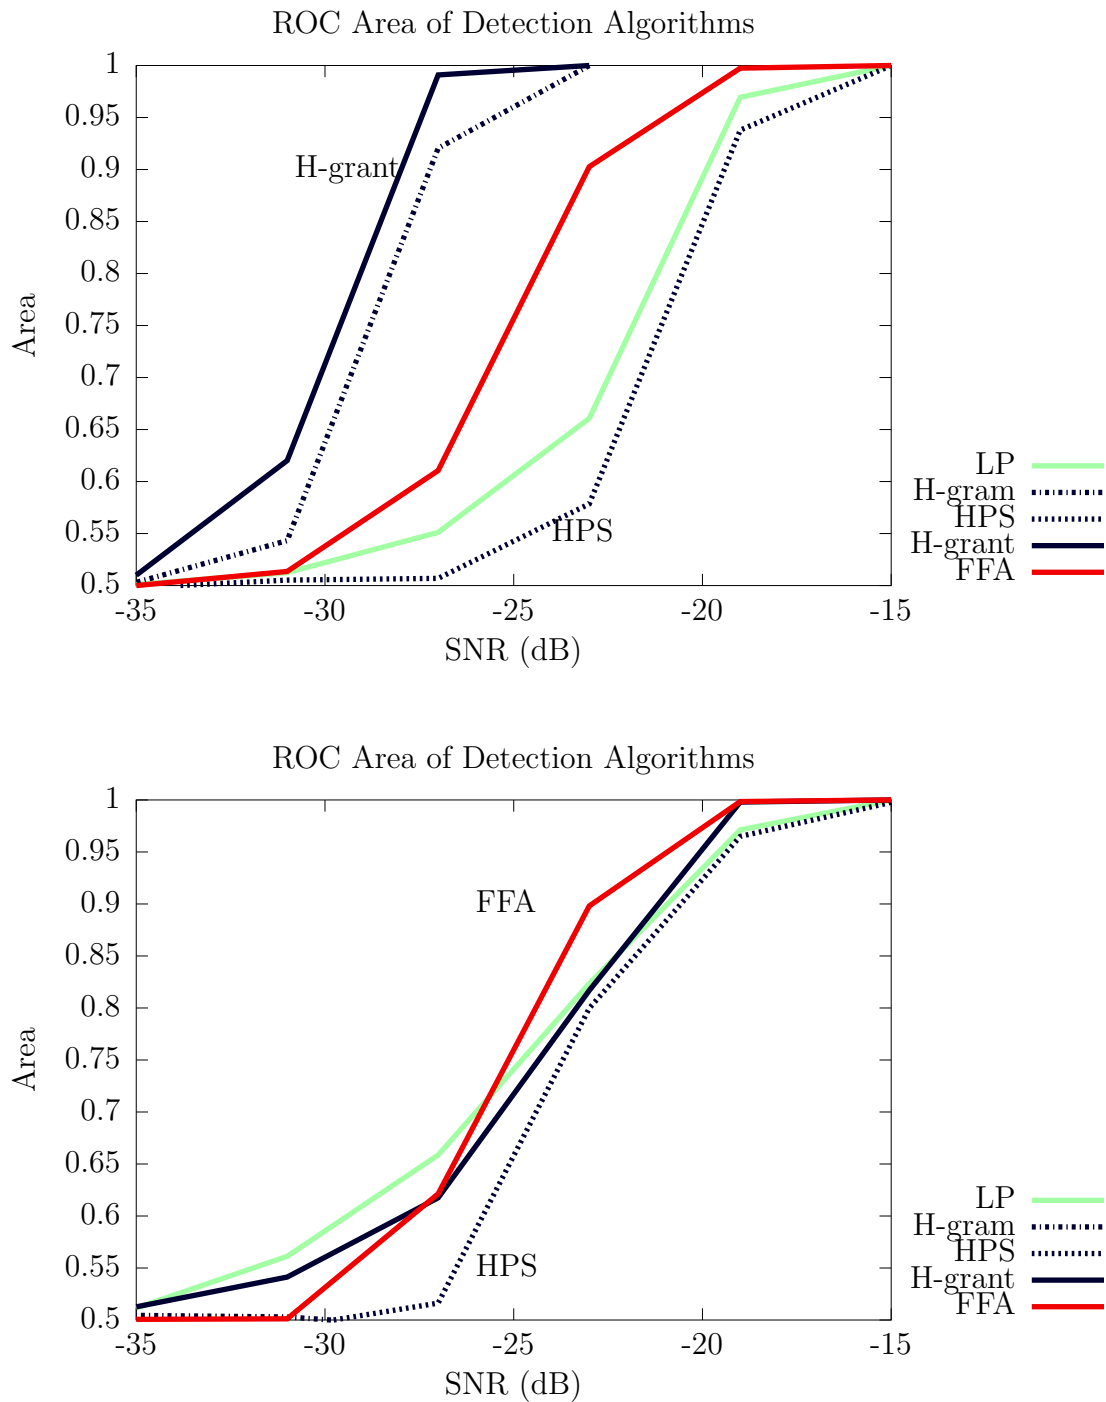 ROC Area of Detection Algorithms
1
0.95
0.9
0.85
0.8
0.75
0.7
0.65
0.6
0.55
0.5
Area
H-grant
HPS
-35 -30 -25 -20 -15
SNR (dB)
LP
H-gram
HPS
H-grant
FFA
ROC Area of Detection Algorithms
1
0.95
0.9
0.85
0.8
0.75
0.7
0.65
0.6
0.55
0.5
Area
FFA
HPS
-35 -30 -25 -20 -15
SNR (dB)
LP
H-gram
HPS
H-grant
FFA